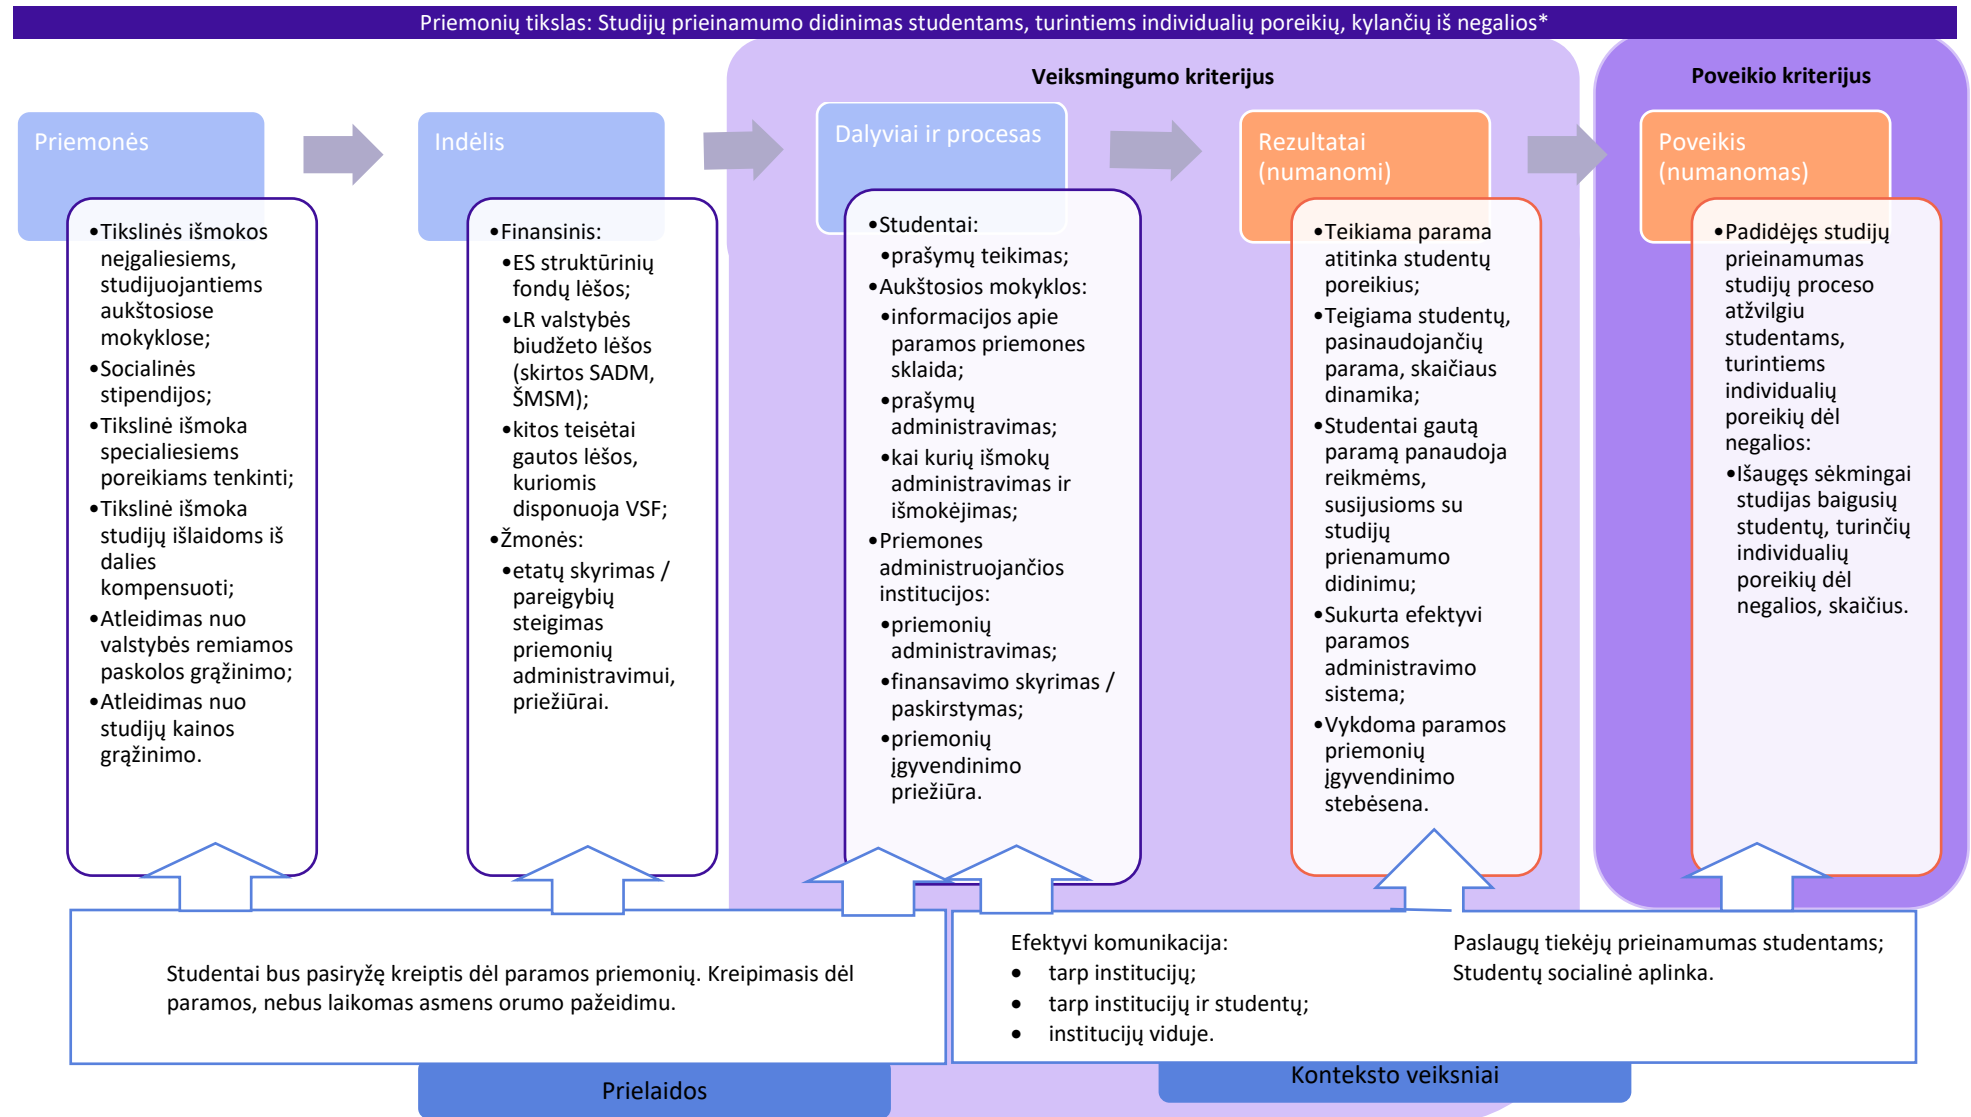 Priemonių tikslas: Studijų prieinamumo didinimas studentams, turintiems individualių poreikių, kylančių iš negalios*
Veiksmingumo kriterijus
Poveikio kriterijus
Priemonės
•Tikslinės išmokos
neįgaliesiems,
studijuojantiems
aukštosiose
mokyklose;
•Socialinės
stipendijos;
•Tikslinė išmoka
specialiesiems
poreikiams tenkinti;
•Tikslinė išmoka
studijų išlaidoms iš
dalies
kompensuoti;
•Atleidimas nuo
valstybės remiamos
paskolos grąžinimo;
•Atleidimas nuo
studijų kainos
grąžinimo.
Indėlis
•Finansinis:
•ES struktūrinių
fondų lėšos;
•LR valstybės
biudžeto lėšos
(skirtos SADM,
ŠMSM);
•kitos teisėtai
gautos lėšos,
kuriomis
disponuoja VSF;
•Žmonės:
•etatų skyrimas /
pareigybių
steigimas
priemonių
administravimui,
priežiūrai.
Dalyviai ir procesas
•Studentai:
•prašymų teikimas;
•Aukštosios mokyklos:
•informacijos apie
paramos priemones
sklaida;
•prašymų
administravimas;
•kai kurių išmokų
administravimas ir
išmokėjimas;
•Priemones
administruojančios
institucijos:
•priemonių
administravimas;
•finansavimo skyrimas /
paskirstymas;
•priemonių
įgyvendinimo
priežiūra.
Rezultatai
(numanomi)
•Teikiama parama
atitinka studentų
poreikius;
•Teigiama studentų,
pasinaudojančių
parama, skaičiaus
dinamika;
•Studentai gautą
paramą panaudoja
reikmėms,
susijusioms su
studijų
prienamumo
didinimu;
•Sukurta efektyvi
paramos
administravimo
sistema;
•Vykdoma paramos
priemonių
įgyvendinimo
stebėsena.
Poveikis
(numanomas)
•Padidėjęs studijų
prieinamumas
studijų proceso
atžvilgiu
studentams,
turintiems
individualių
poreikių dėl
negalios:
•Išaugęs sėkmingai
studijas baigusių
studentų, turinčių
individualių
poreikių dėl
negalios, skaičius.
Studentai bus pasiryžę kreiptis dėl paramos priemonių. Kreipimasis dėl
paramos, nebus laikomas asmens orumo pažeidimu.
Prielaidos
Efektyvi komunikacija:
• tarp institucijų;
• tarp institucijų ir studentų;
• institucijų viduje.
Paslaugų tiekėjų prieinamumas studentams;
Studentų socialinė aplinka.
Konteksto veiksniai